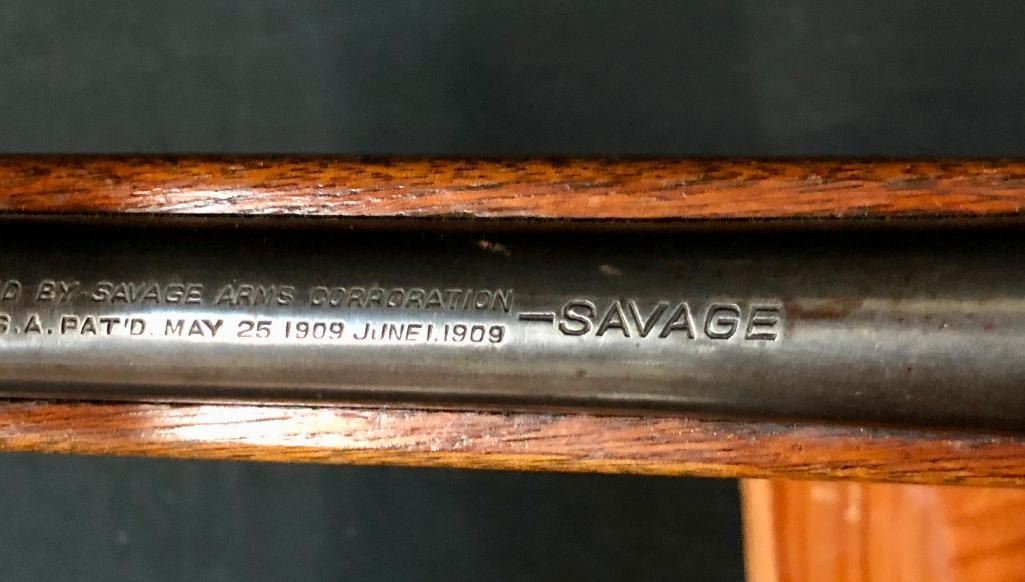 BY SAVAGE ARMS CORPORATION
S.A. PAT'D. MAY 25 1909 JUNE 1, 1909
—SAVAGE